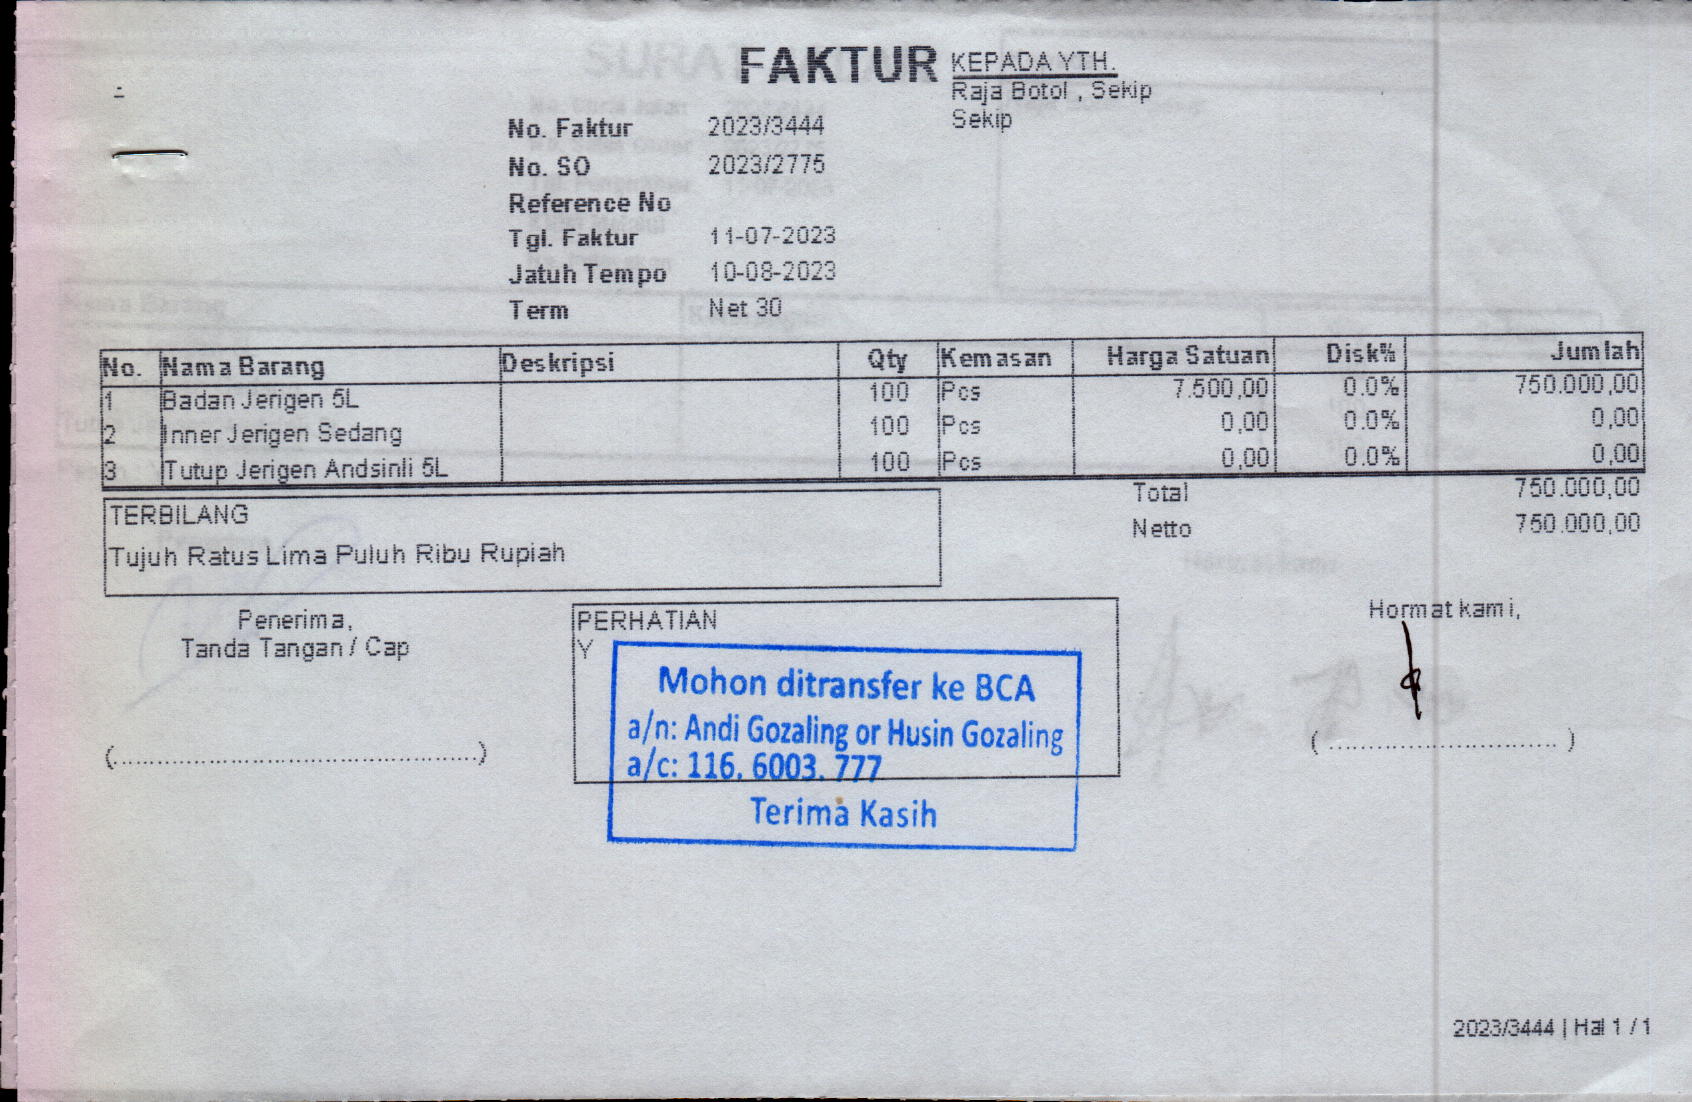 FAKTUR
KEPADA YTH.
Raja Botol , Sekip
Sekip
No. Faktur 2023/3444
No. SO 2023/2775
Reference No
Tgl. Faktur 11-07-2023
Jatuh Tempo 10-08-2023
Term Net 30
No. Nama Barang Deskripsi Qty Kemasan Harga Satuan Disk% Jumlah
1 Badan Jerigen 5L 100 Pcs 7.500,00 0.0% 750.000,00
2 Inner Jerigen Sedang 100 Pcs 0,00 0.0% 0,00
3 Tutup Jerigen Andsinli 5L 100 Pcs 0,00 0.0% 0,00
Total 750.000,00
Netto 750.000,00
TERBILANG
Tujuh Ratus Lima Puluh Ribu Rupiah
Penerima,
Tanda Tangan / Cap
(..................................................)
PERHATIAN
Y
Mohon ditransfer ke BCA
a/n: Andi Gozaling or Husin Gozaling
a/c: 116. 6003. 777
Terima Kasih
Hormat kami,
( ................................ )
2023/3444 | Hal 1 / 1